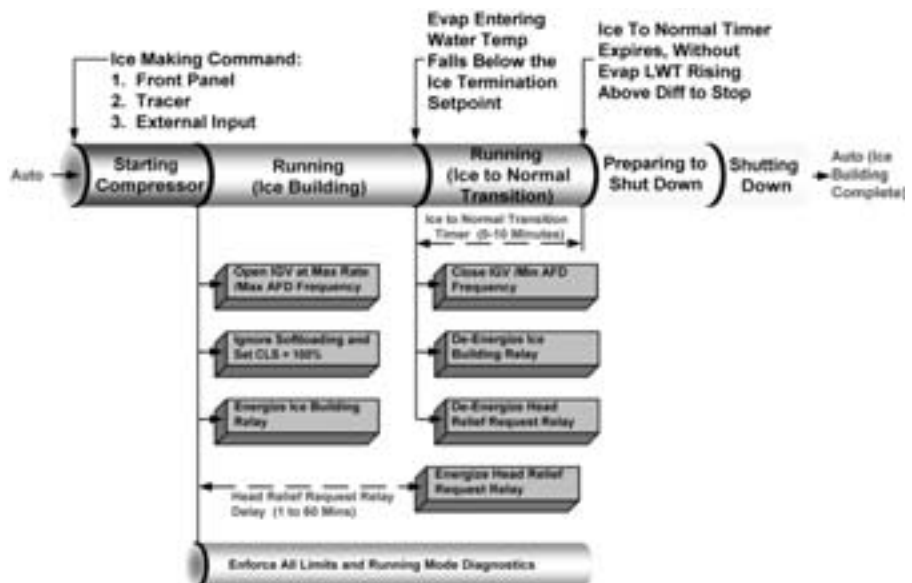 Ice Making Command:
1. Front Panel
2. Tracer
3. External Input
Evap Entering
Water Temp
Falls Below the
Ice Termination
Setpoint
Ice To Normal Timer
Expires, Without
Evap LWT Rising
Above Diff to Stop
Auto
Starting
Compressor
Running
(Ice Building)
Running
(Ice to Normal
Transition)
Preparing to
Shut Down
Shutting
Down
Auto (Ice
Building
Complete)
Ice to Normal Transition
Timer (0-10 Minutes)
Open IGV at Max Rate
/Max AFD Frequency
Close IGV /Min AFD
Frequency
Ignore Softloading and
Set CLS = 100%
De-Energize Ice
Building Relay
Energize Ice Building
Relay
De-Energize Head
Relief Request Relay
Energize Head Relief
Request Relay
Head Relief Request Relay
Delay (1 to 60 Mins)
Enforce All Limits and Running Mode Diagnostics